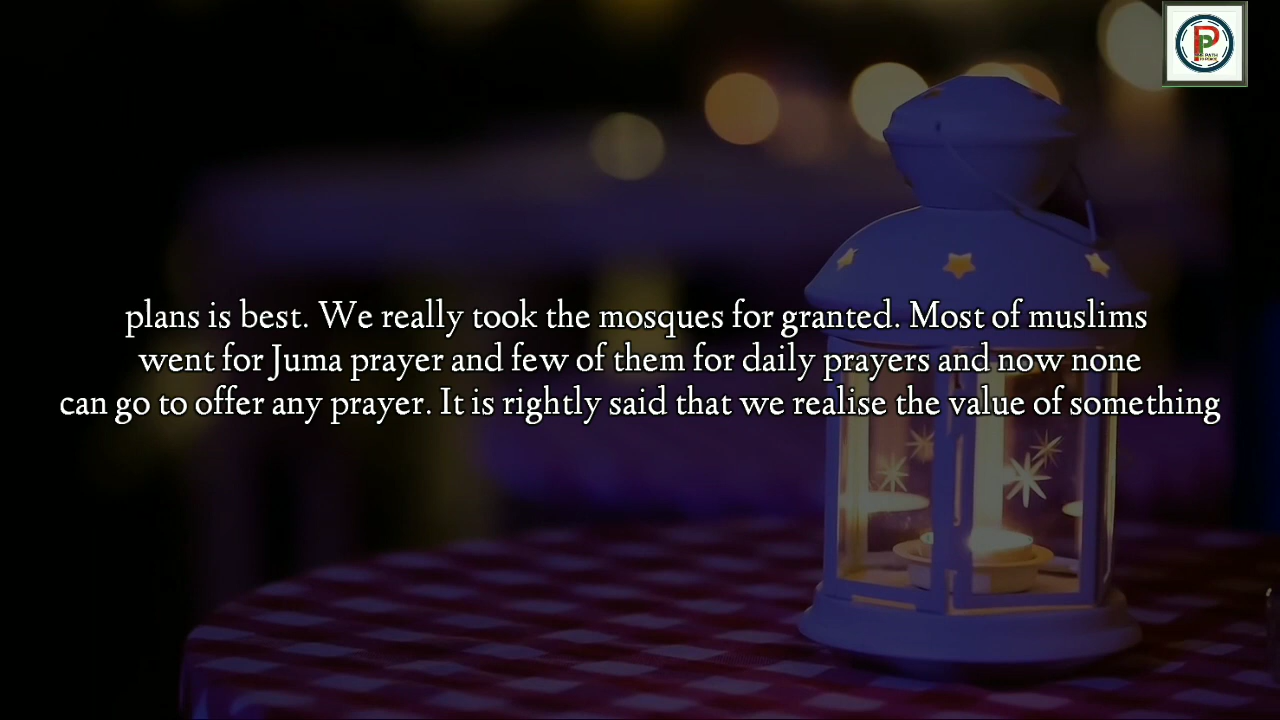 plans is best. We really took the mosques for granted. Most of muslims
went for Juma prayer and few of them for daily prayers and now none
can go to offer any prayer. It is rightly said that we realise the value of something